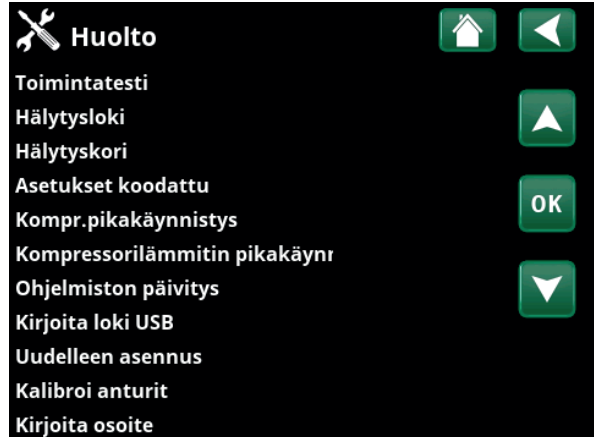 Huolto
Toimintatesti
Hälytysloki
Hälytyskori
Asetukset koodattu
Kompr.pikakäynnistys
OK
Kompressorilämmitin pikakäynr
Ohjelmiston päivitys
Kirjoita loki USB
Uudelleen asennus
Kalibroi anturit
Kirjoita osoite